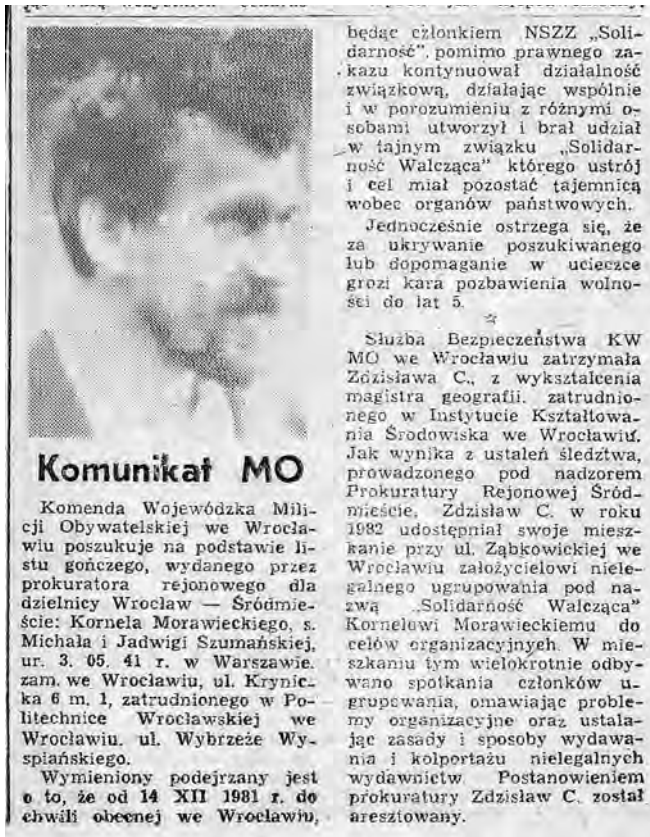 Komunikat MO
Komenda Wojewódzka Mili-
cji Obywatelskiej we Wrocła-
wiu poszukuje na podstawie li-
stu gończego, wydanego przez
prokuratora rejonowego dla
dzielnicy Wrocław — Śródmie-
ście: Kornela Morawieckiego, s.
Michała i Jadwigi Szumańskiej,
ur. 3. 05. 41 r. w Warszawie.
zam. we Wrocławiu, ul. Krynic-
ka 6 m. 1, zatrudnionego w Po-
litechnice Wrocławskiej we
Wrocławiu. ul. Wybrzeże Wy-
spiańskiego.
Wymieniony podejrzany jest
o to, że od 14 XII 1981 r. do
chwili obecnej we Wrocławiu,
będąc członkiem NSZZ „Soli-
darność”. pomimo prawnego za-
kazu kontynuował działalność
związkową, działając wspólnie
i w porozumieniu z różnymi o-
sobami utworzył i brał udział
w tajnym związku „Solidar-
ność Walcząca” którego ustrój
i cel miał pozostać tajemnicą
wobec organów państwowych.
Jednocześnie ostrzega się, że
za ukrywanie poszukiwanego
lub dopomaganie w ucieczce
grozi kara pozbawienia wolno-
ści do lat 5.
Służba Bezpieczeństwa KW
MO we Wrocławiu zatrzymała
Zdzisława C., z wykształcenia
magistra geografii. zatrudnio-
nego w Instytucie Kształtowa-
nia Środowiska we Wrocławiu.
Jak wynika z ustaleń śledztwa,
prowadzonego pod nadzorem
Prokuratury Rejonowej Śród-
mieście, Zdzisław C. w roku
1982 udostępniał swoje miesz-
kanie przy ul. Ząbkowickiej we
Wrocławiu założycielowi niele-
galnego ugrupowania pod na-
zwą „Solidarność Walcząca”
Kornelowi Morawieckiemu do
celów organizacyjnych. W mie-
szkaniu tym wielokrotnie odby-
wano spotkania członków u-
grupowania, omawiając proble-
my organizacyjne oraz ustala-
jąc zasady i sposoby wydawa-
nia i kolportażu nielegalnych
wydawnictw. Postanowieniem
prokuratury Zdzisław C. został
aresztowany.